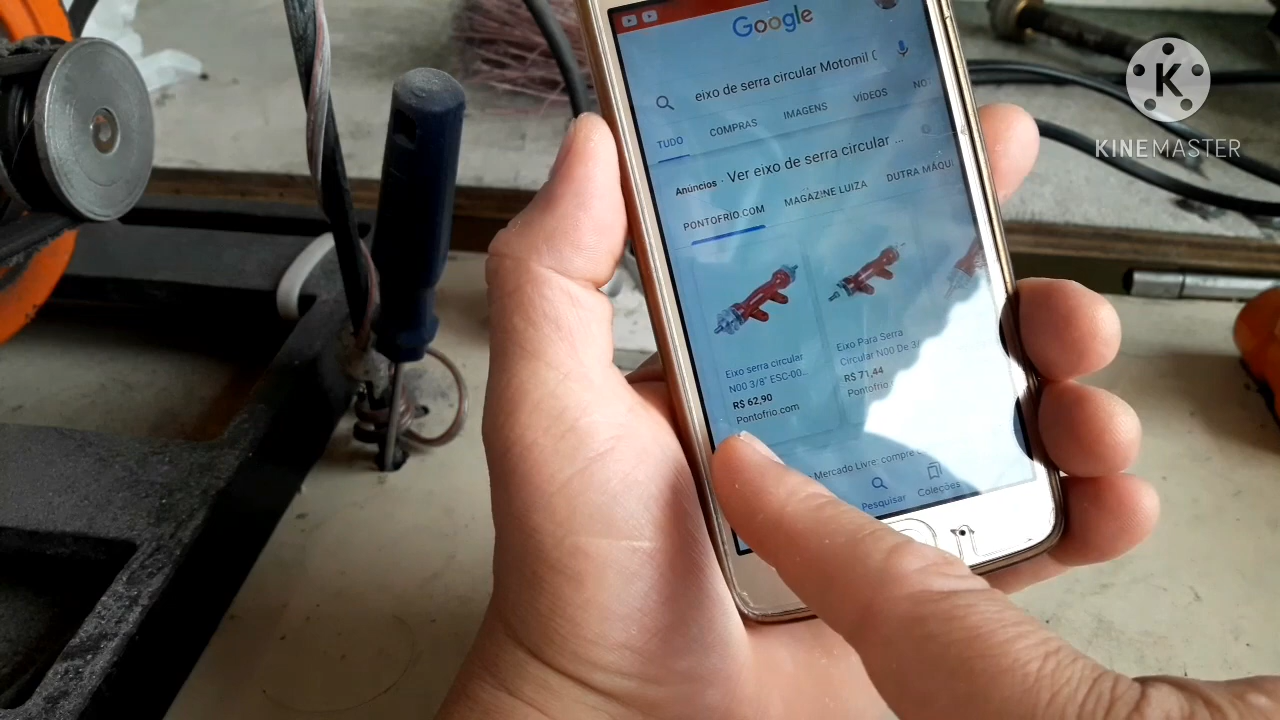 Google
eixo de serra circular Motomil
TUDO COMPRAS IMAGENS VÍDEOS
Anúncios · Ver eixo de serra circular ...
PONTOFRIO.COM MAGAZINE LUIZA DUTRA MÁQUI
Eixo serra circular
N00 3/8" ESC-00...
R$ 62,90
Pontofrio.com
Eixo Para Serra
Circular N00 De 3/
R$ 71,44
Pontofrio
Mercado Livre: compre
Pesquisar Coleções
K
KINEMASTER